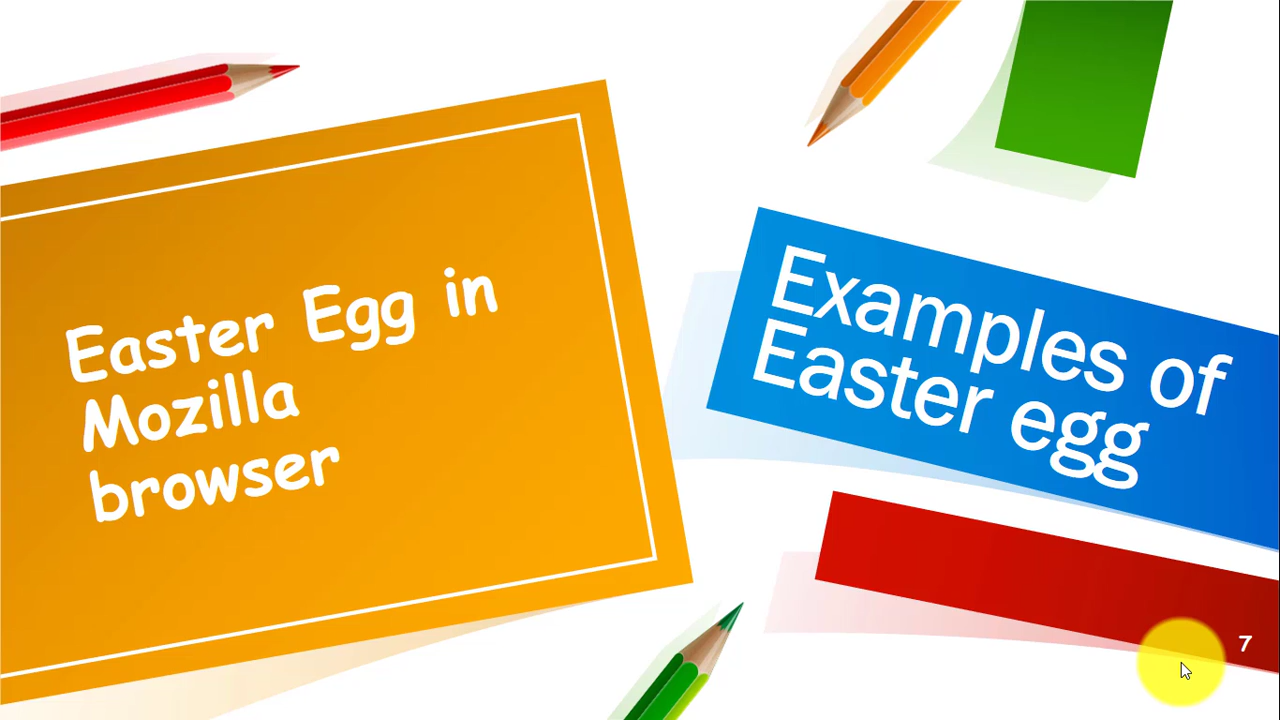 Easter Egg in
Mozilla
browser
Examples of
Easter egg
7